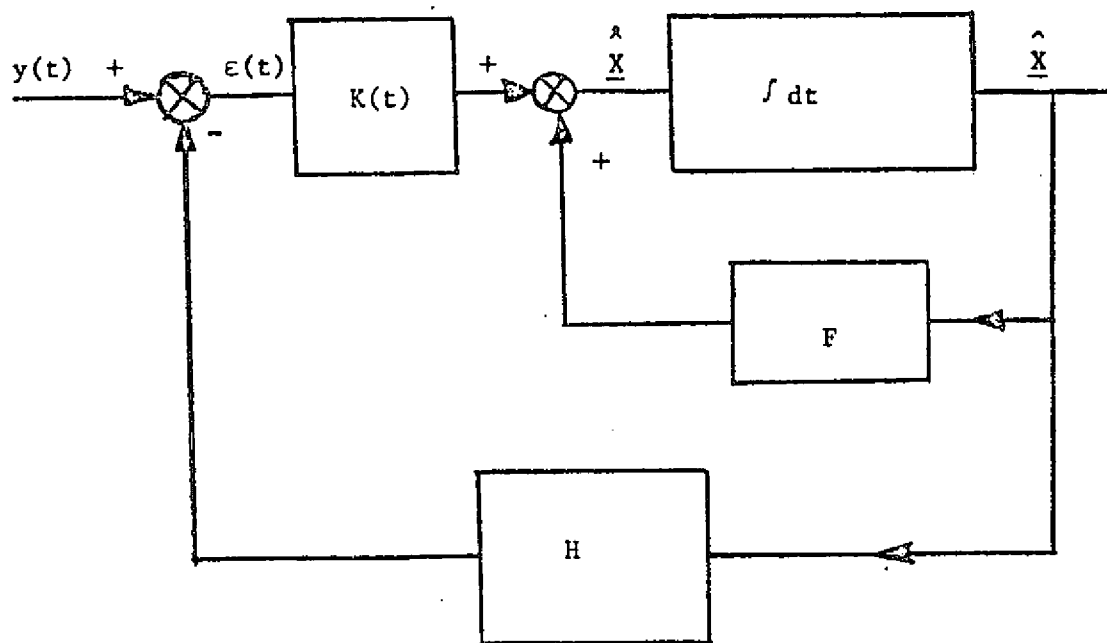 y(t)
+
-
ε(t)
K(t)
+
+
X̂
∫ dt
X̂
F
H